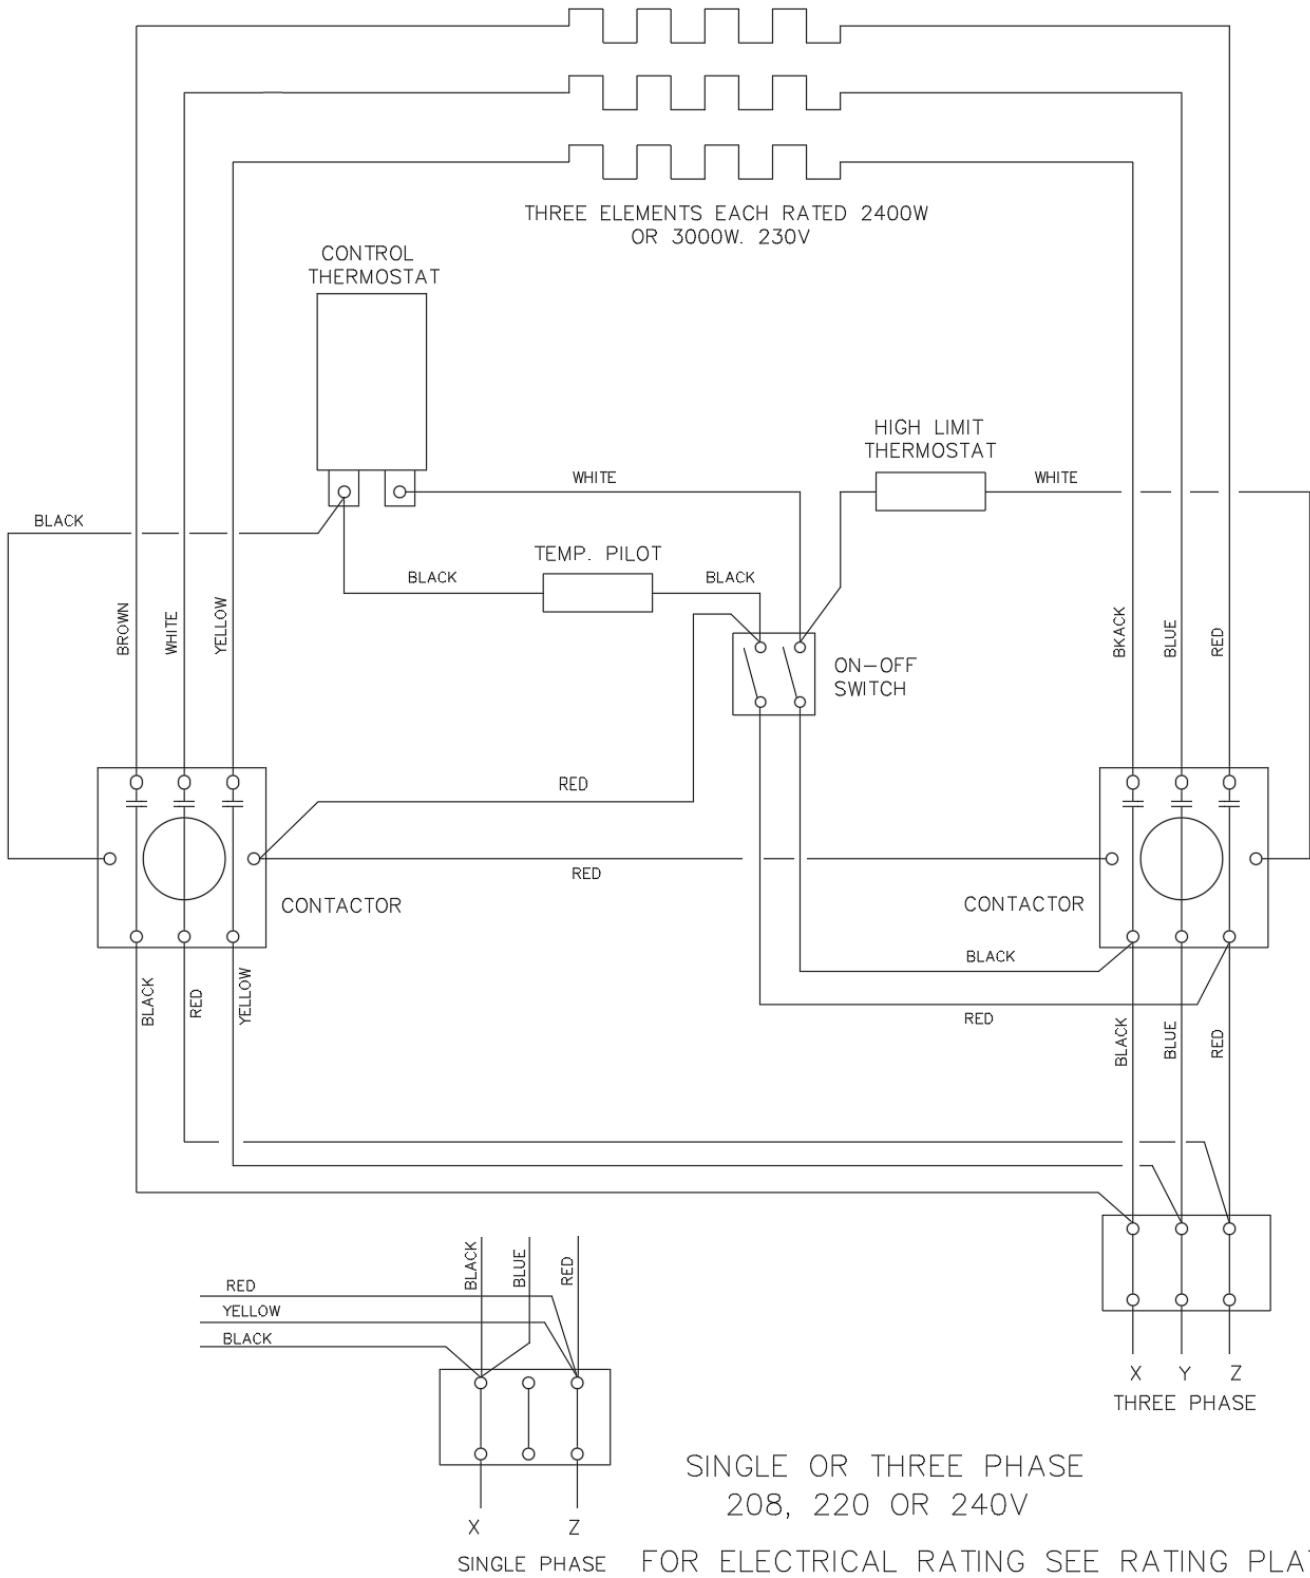 THREE ELEMENTS EACH RATED 2400W
OR 3000W. 230V
CONTROL
THERMOSTAT
HIGH LIMIT
THERMOSTAT
WHITE
WHITE
BLACK
TEMP. PILOT
BLACK
BLACK
BROWN
WHITE
YELLOW
BKACK
BLUE
RED
ON-OFF
SWITCH
RED
RED
CONTACTOR
CONTACTOR
BLACK
RED
BLACK
RED
YELLOW
BLACK
BLUE
RED
BLACK
BLUE
RED
RED
YELLOW
BLACK
X Y Z
THREE PHASE
X Z
SINGLE PHASE
SINGLE OR THREE PHASE
208, 220 OR 240V
FOR ELECTRICAL RATING SEE RATING PLAT